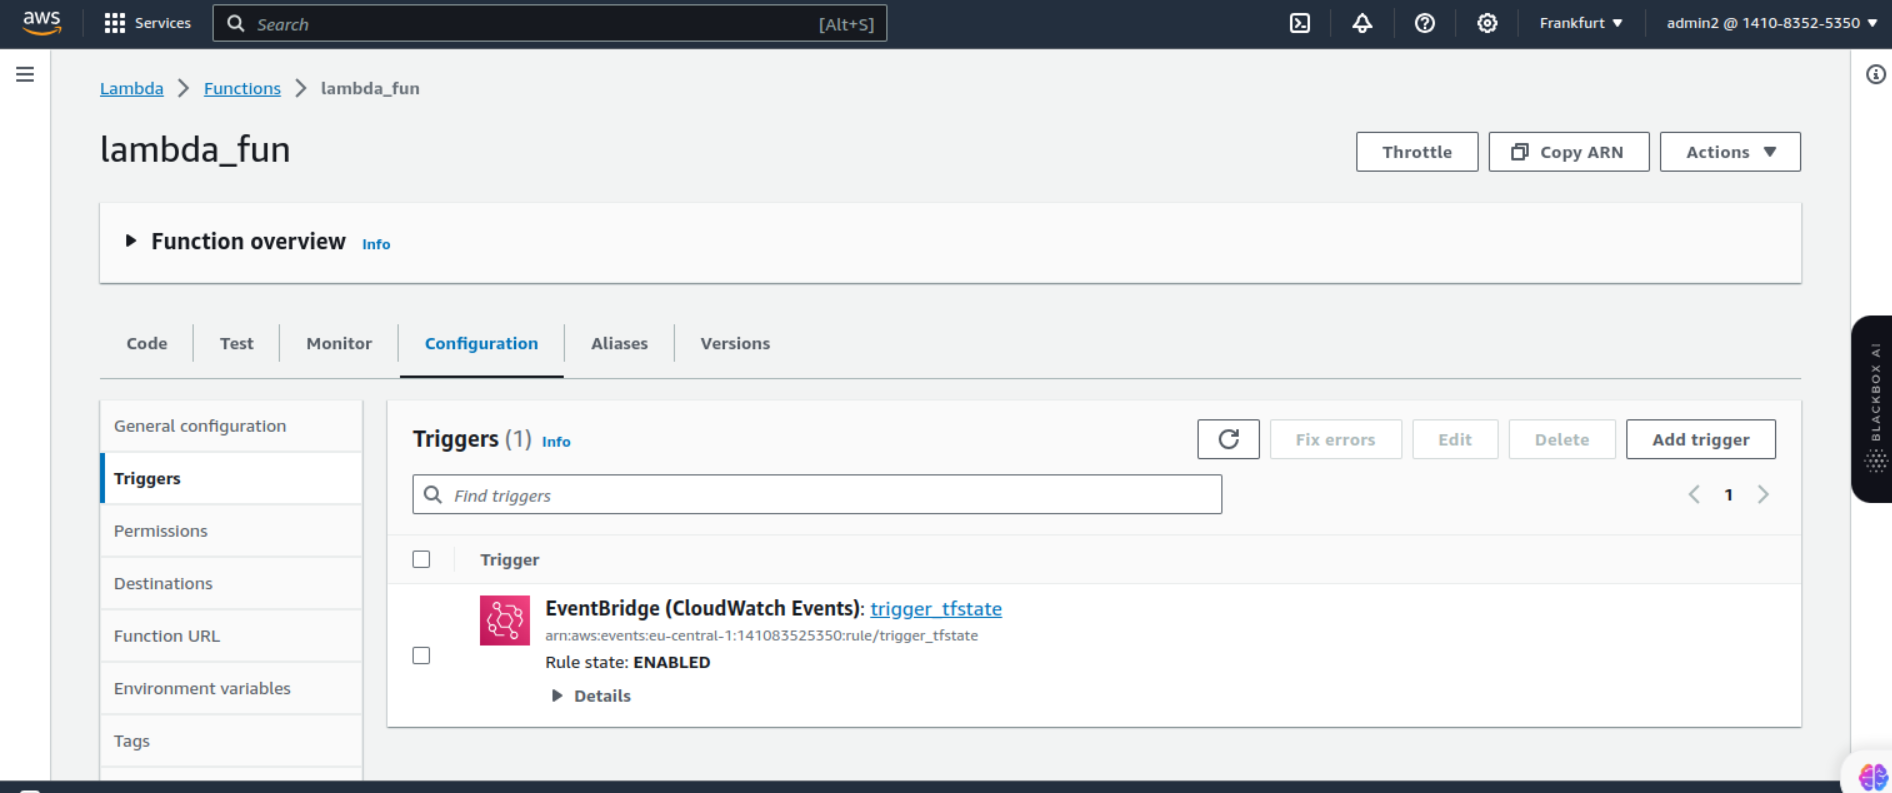 aws
Services
Search
[Alt+S]
Frankfurt ▼
admin2 @ 1410-8352-5350 ▼
Lambda > Functions > lambda_fun
lambda_fun
Throttle
Copy ARN
Actions ▼
Function overview Info
Code
Test
Monitor
Configuration
Aliases
Versions
General configuration
Triggers
Permissions
Destinations
Function URL
Environment variables
Tags
Triggers (1) Info
Fix errors
Edit
Delete
Add trigger
Find triggers
1
Trigger
EventBridge (CloudWatch Events): trigger_tfstate
arn:aws:events:eu-central-1:141083525350:rule/trigger_tfstate
Rule state: ENABLED
Details
BLACKBOX AI